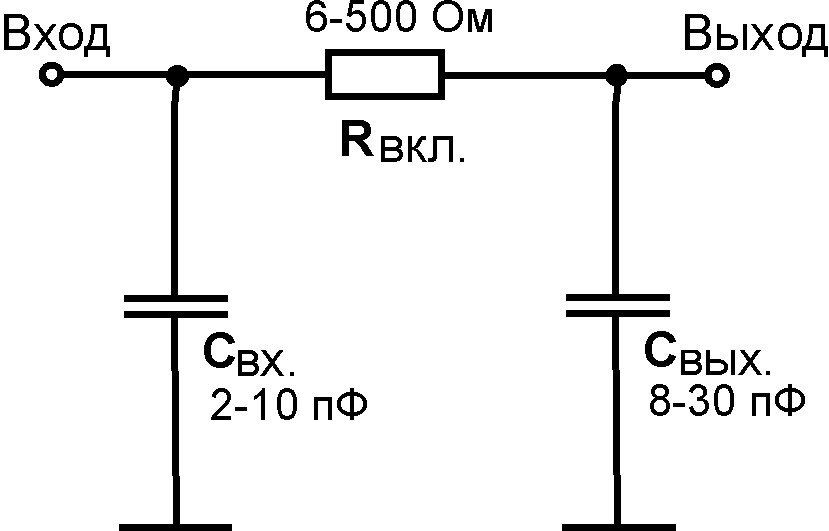 6-500 Ом
Вход
Выход
RВКЛ.
CВХ.
2-10 пФ
CВЫХ.
8-30 пФ